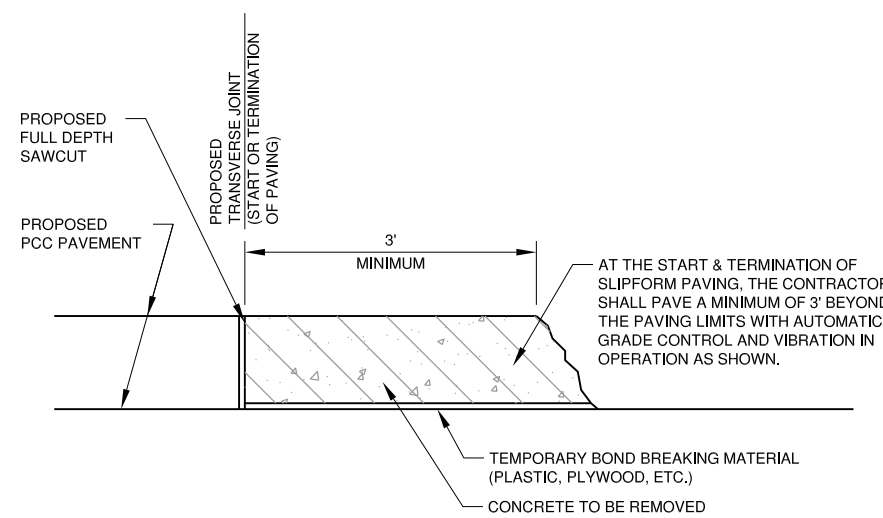 PROPOSED
FULL DEPTH
SAWCUT
PROPOSED
TRANSVERSE JOINT
(START OR TERMINATION
OF PAVING)
PROPOSED
PCC PAVEMENT
3'
MINIMUM
AT THE START & TERMINATION OF
SLIPFORM PAVING, THE CONTRACTOR
SHALL PAVE A MINIMUM OF 3' BEYOND
THE PAVING LIMITS WITH AUTOMATIC
GRADE CONTROL AND VIBRATION IN
OPERATION AS SHOWN.
TEMPORARY BOND BREAKING MATERIAL
(PLASTIC, PLYWOOD, ETC.)
CONCRETE TO BE REMOVED